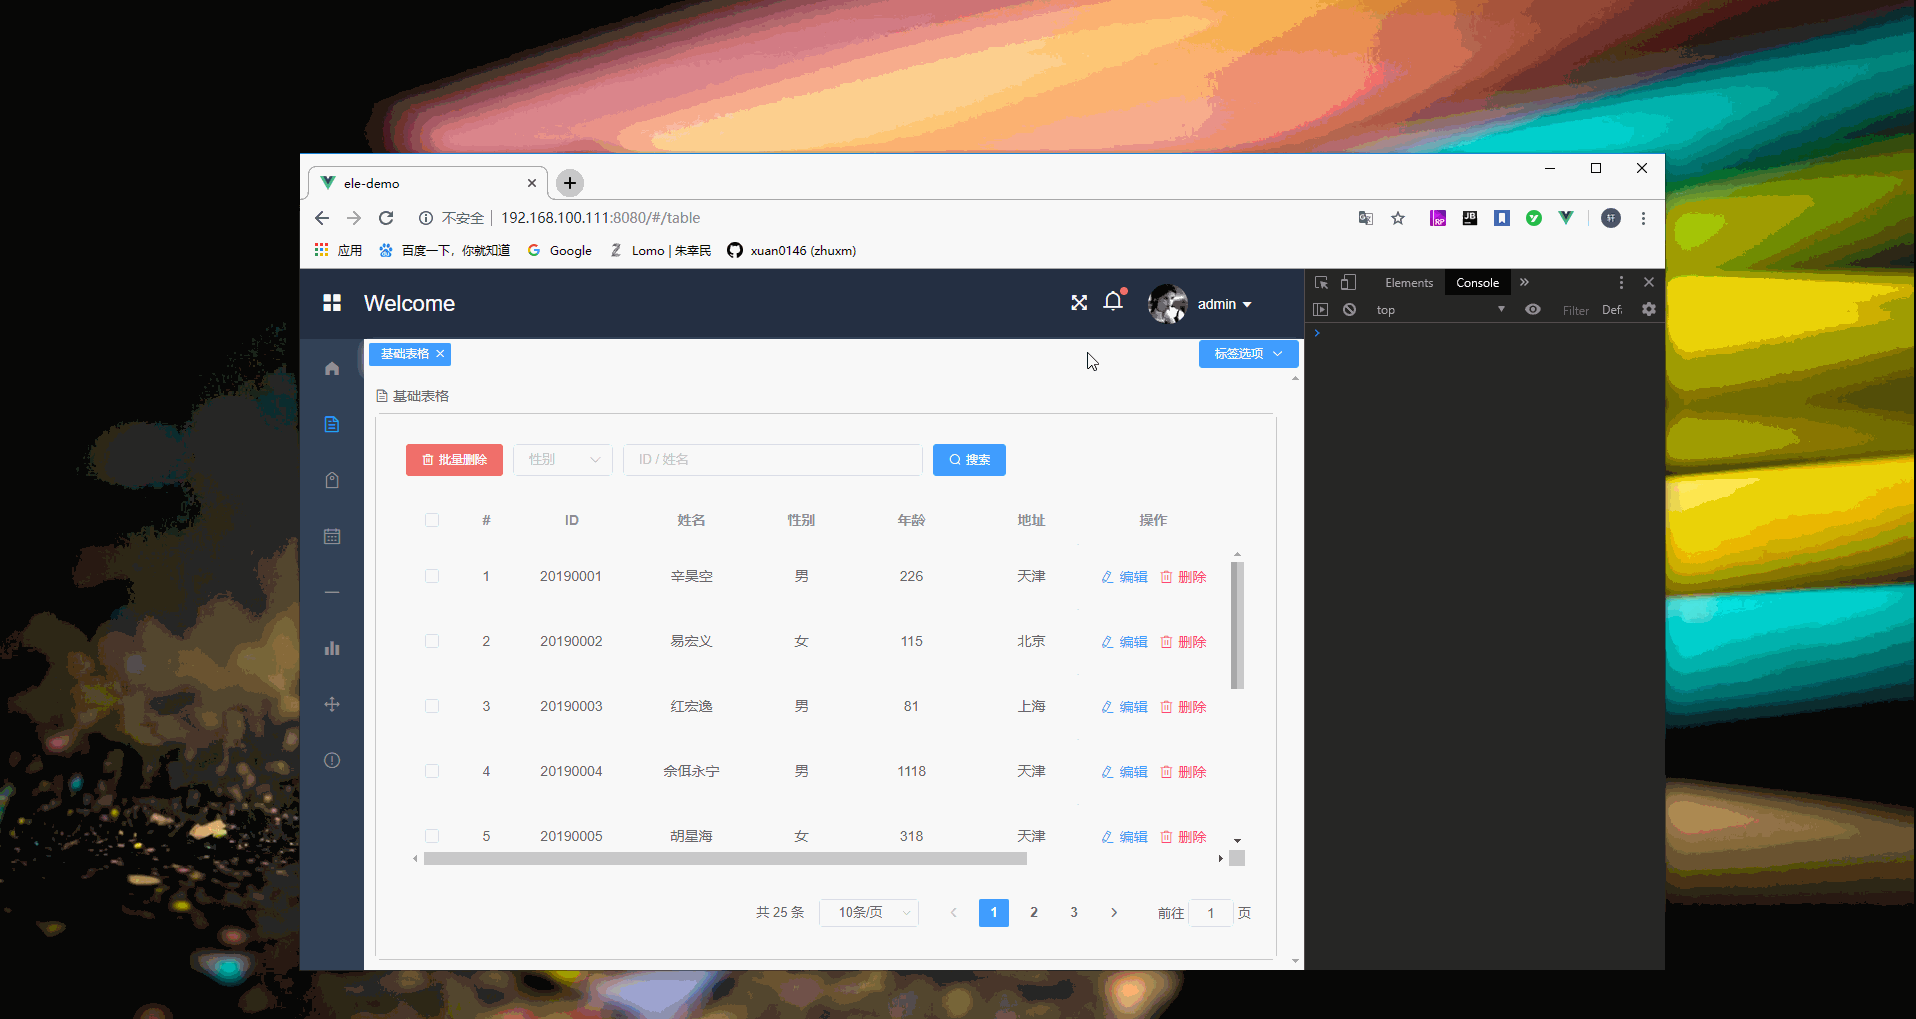 ele-demo
不安全 192.168.100.111:8080/#/table
应用 百度一下，你就知道 Google Lomo | 朱幸民 xuan0146 (zhuxm)
Welcome admin
Elements Console
top Filter Def
基础表格 标签选项
基础表格
批量删除 性别 ID / 姓名 搜索
# ID 姓名 性别 年龄 地址 操作
1 20190001 辛昊空 男 226 天津 编辑 删除
2 20190002 易宏义 女 115 北京 编辑 删除
3 20190003 红宏逸 男 81 上海 编辑 删除
4 20190004 佘佴永宁 男 1118 天津 编辑 删除
5 20190005 胡星海 女 318 天津 编辑 删除
共 25 条 10条/页 1 2 3 前往 1 页